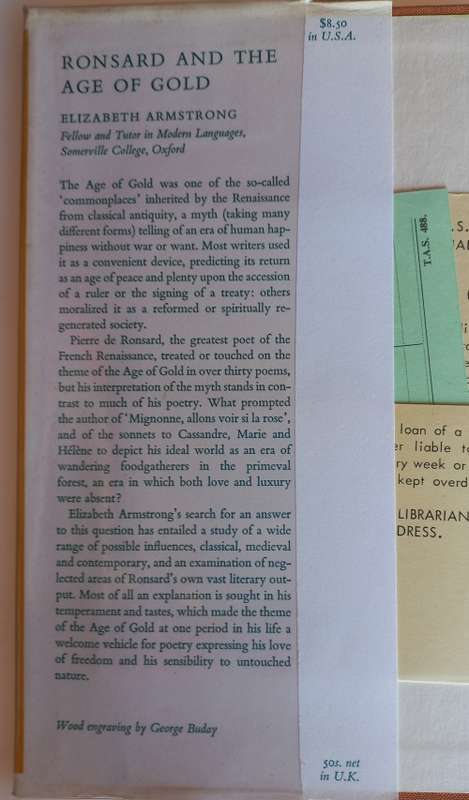 $8.50
in U.S.A.
RONSARD AND THE
AGE OF GOLD
ELIZABETH ARMSTRONG
Fellow and Tutor in Modern Languages,
Somerville College, Oxford
The Age of Gold was one of the so-called
'commonplaces' inherited by the Renaissance
from classical antiquity, a myth (taking many
different forms) telling of an era of human hap-
piness without war or want. Most writers used
it as a convenient device, predicting its return
as an age of peace and plenty upon the accession
of a ruler or the signing of a treaty: others
moralized it as a reformed or spiritually re-
generated society.
Pierre de Ronsard, the greatest poet of the
French Renaissance, treated or touched on the
theme of the Age of Gold in over thirty poems,
but his interpretation of the myth stands in con-
trast to much of his poetry. What prompted
the author of 'Mignonne, allons voir si la rose',
and of the sonnets to Cassandre, Marie and
Hélène to depict his ideal world as an era of
wandering foodgatherers in the primeval
forest, an era in which both love and luxury
were absent?
Elizabeth Armstrong's search for an answer
to this question has entailed a study of a wide
range of possible influences, classical, medieval
and contemporary, and an examination of neg-
lected areas of Ronsard's own vast literary out-
put. Most of all an explanation is sought in his
temperament and tastes, which made the theme
of the Age of Gold at one period in his life a
welcome vehicle for poetry expressing his love
of freedom and his sensibility to untouched
nature.
Wood engraving by George Buday
50s. net
in U.K.
T.A.S. 488.
loan of a
er liable to
ry week or
kept overd
LIBRARIAN
DRESS.